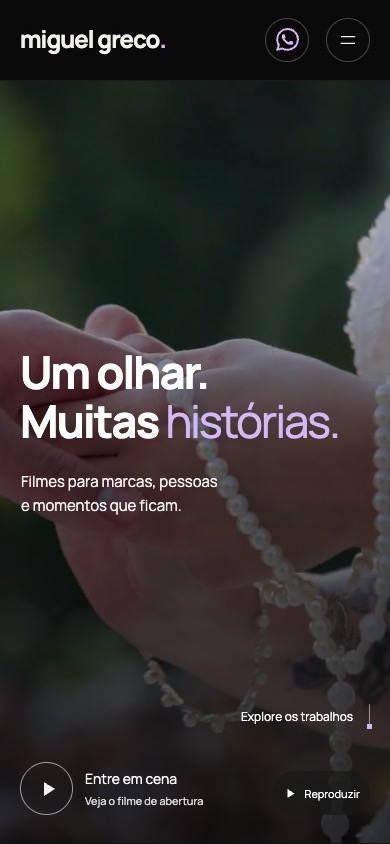 miguel greco.
Um olhar.
Muitas histórias.
Filmes para marcas, pessoas
e momentos que ficam.
Explore os trabalhos
Entre em cena
Veja o filme de abertura
Reproduzir